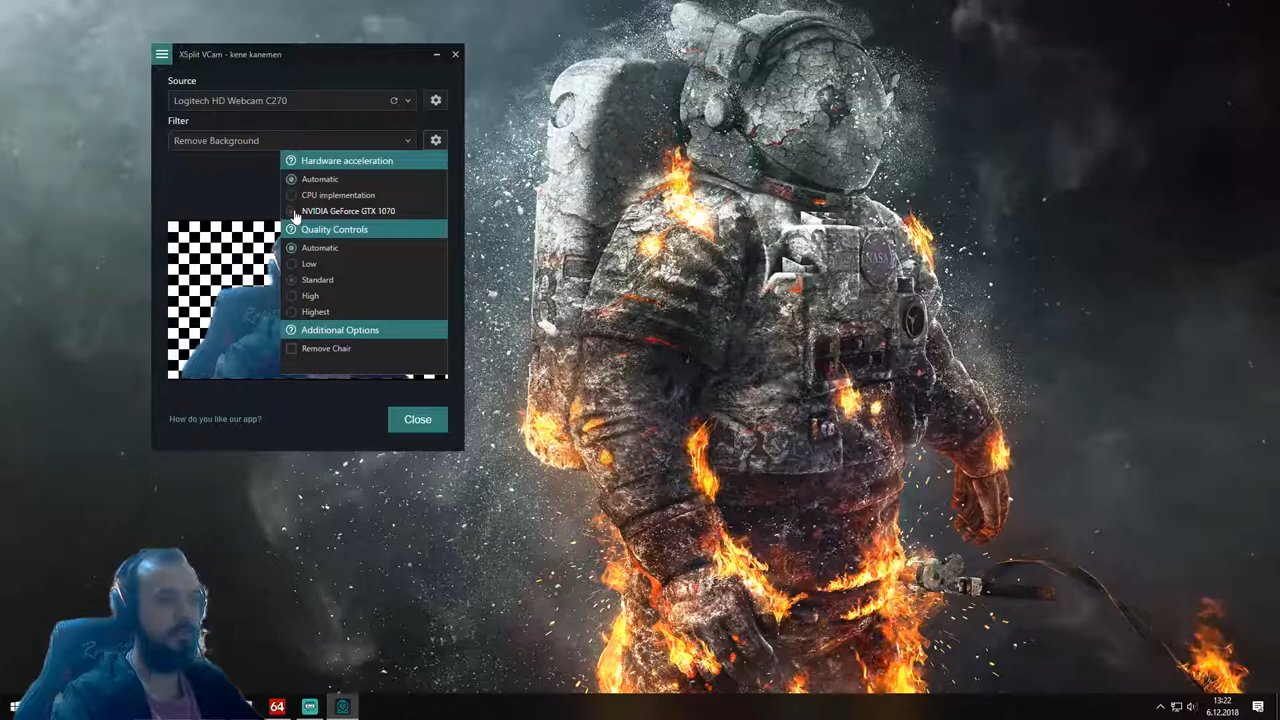 XSplit VCam - kene kanemen
Source
Logitech HD Webcam C270
Filter
Remove Background
Hardware acceleration
Automatic
CPU implementation
NVIDIA GeForce GTX 1070
Quality Controls
Automatic
Low
Standard
High
Highest
Additional Options
Remove Chair
How do you like our app?
Close
NASA
64
13:22
6.12.2018